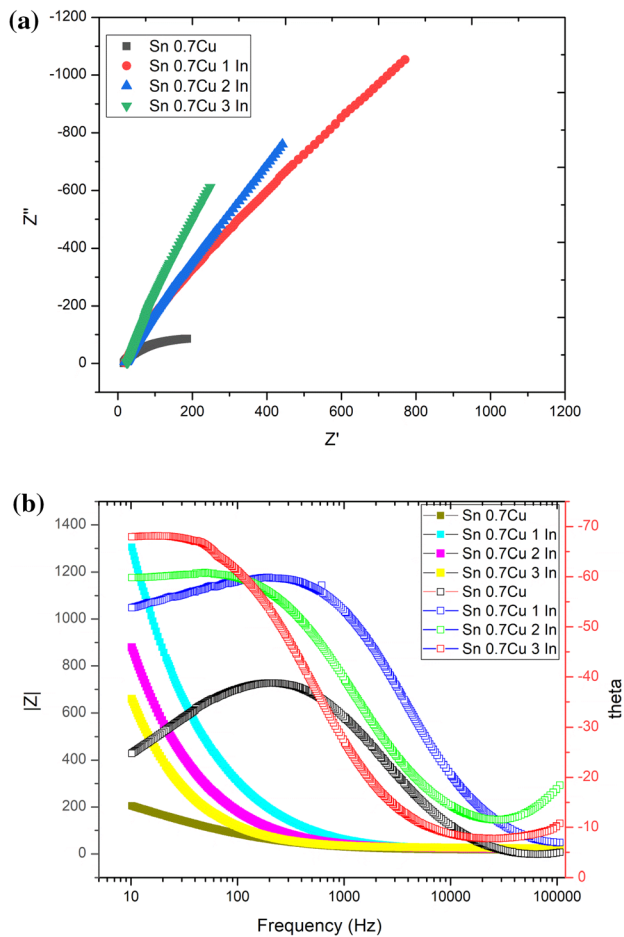 (a)
-1200
-1000
-800
-600
-400
-200
0
Z''
Sn 0.7Cu
Sn 0.7Cu 1 In
Sn 0.7Cu 2 In
Sn 0.7Cu 3 In
0 200 400 600 800 1000 1200
Z'
(b)
1400
1200
1000
800
600
400
200
0
|Z|
Sn 0.7Cu
Sn 0.7Cu 1 In
Sn 0.7Cu 2 In
Sn 0.7Cu 3 In
Sn 0.7Cu
Sn 0.7Cu 1 In
Sn 0.7Cu 2 In
Sn 0.7Cu 3 In
-70
-60
-50
-40
-30
-20
-10
0
theta
10 100 1000 10000 100000
Frequency (Hz)